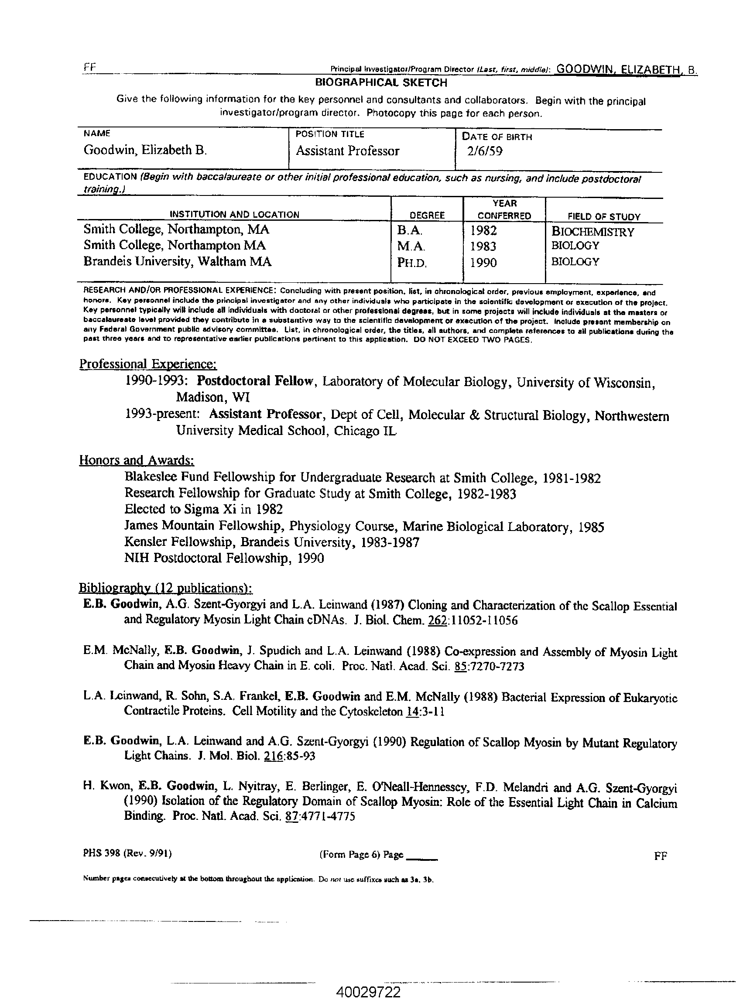 FF
Principal Investigator/Program Director (Last, first, middle): GOODWIN, ELIZABETH, B.
BIOGRAPHICAL SKETCH
Give the following information for the key personnel and consultants and collaborators. Begin with the principal
investigator/program director. Photocopy this page for each person.
NAME POSITION TITLE DATE OF BIRTH
Goodwin, Elizabeth B. Assistant Professor 2/6/59
EDUCATION (Begin with baccalaureate or other initial professional education, such as nursing, and include postdoctoral
training.)
INSTITUTION AND LOCATION DEGREE YEAR CONFERRED FIELD OF STUDY
Smith College, Northampton, MA B.A. 1982 BIOCHEMISTRY
Smith College, Northampton MA M.A. 1983 BIOLOGY
Brandeis University, Waltham MA PH.D. 1990 BIOLOGY
RESEARCH AND/OR PROFESSIONAL EXPERIENCE: Concluding with present position, list, in chronological order, previous employment, experience, and
honors. Key personnel include the principal investigator and any other individuals who participate in the scientific development or execution of the project.
Key personnel typically will include all individuals with doctoral or other professional degrees, but in some projects will include individuals at the masters or
baccalaureate level provided they contribute in a substantive way to the scientific development or execution of the project. Include present membership on
any Federal Government public advisory committee. List, in chronological order, the titles, all authors, and complete references to all publications during the
past three years and to representative earlier publications pertinent to this application. DO NOT EXCEED TWO PAGES.
Professional Experience:
1990-1993: Postdoctoral Fellow, Laboratory of Molecular Biology, University of Wisconsin,
Madison, WI
1993-present: Assistant Professor, Dept of Cell, Molecular & Structural Biology, Northwestern
University Medical School, Chicago IL
Honors and Awards:
Blakeslee Fund Fellowship for Undergraduate Research at Smith College, 1981-1982
Research Fellowship for Graduate Study at Smith College, 1982-1983
Elected to Sigma Xi in 1982
James Mountain Fellowship, Physiology Course, Marine Biological Laboratory, 1985
Kensler Fellowship, Brandeis University, 1983-1987
NIH Postdoctoral Fellowship, 1990
Bibliography (12 publications):
E.B. Goodwin, A.G. Szent-Gyorgyi and L.A. Leinwand (1987) Cloning and Characterization of the Scallop Essential
and Regulatory Myosin Light Chain cDNAs. J. Biol. Chem. 262:11052-11056
E.M. McNally, E.B. Goodwin, J. Spudich and L.A. Leinwand (1988) Co-expression and Assembly of Myosin Light
Chain and Myosin Heavy Chain in E. coli. Proc. Natl. Acad. Sci. 85:7270-7273
L.A. Leinwand, R. Sohn, S.A. Frankel, E.B. Goodwin and E.M. McNally (1988) Bacterial Expression of Eukaryotic
Contractile Proteins. Cell Motility and the Cytoskeleton 14:3-11
E.B. Goodwin, L.A. Leinwand and A.G. Szent-Gyorgyi (1990) Regulation of Scallop Myosin by Mutant Regulatory
Light Chains. J. Mol. Biol. 216:85-93
H. Kwon, E.B. Goodwin, L. Nyitray, E. Berlinger, E. O'Neall-Hennessey, F.D. Melandri and A.G. Szent-Gyorgyi
(1990) Isolation of the Regulatory Domain of Scallop Myosin: Role of the Essential Light Chain in Calcium
Binding. Proc. Natl. Acad. Sci. 87:4771-4775
PHS 398 (Rev. 9/91) (Form Page 6) Page _____ FF
Number pages consecutively at the bottom throughout the application. Do not use suffixes such as 3a, 3b.
40029722